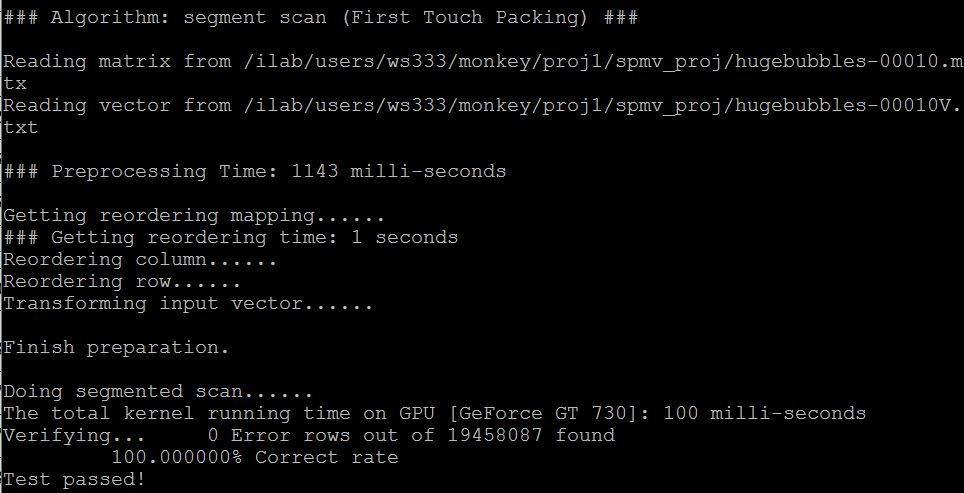 ### Algorithm: segment scan (First Touch Packing) ###
Reading matrix from /ilab/users/ws333/monkey/proj1/spmv_proj/hugebubbles-00010.m
tx
Reading vector from /ilab/users/ws333/monkey/proj1/spmv_proj/hugebubbles-00010V.
txt
### Preprocessing Time: 1143 milli-seconds
Getting reordering mapping......
### Getting reordering time: 1 seconds
Reordering column......
Reordering row......
Transforming input vector......
Finish preparation.
Doing segmented scan......
The total kernel running time on GPU [GeForce GT 730]: 100 milli-seconds
Verifying...     0 Error rows out of 19458087 found
         100.000000% Correct rate
Test passed!